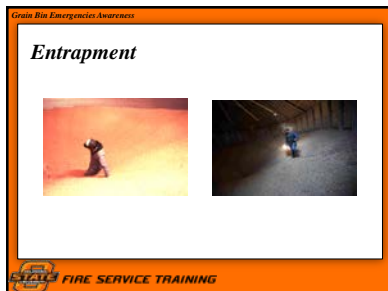 Grain Bin Emergencies Awareness
Entrapment
STATE FIRE SERVICE TRAINING